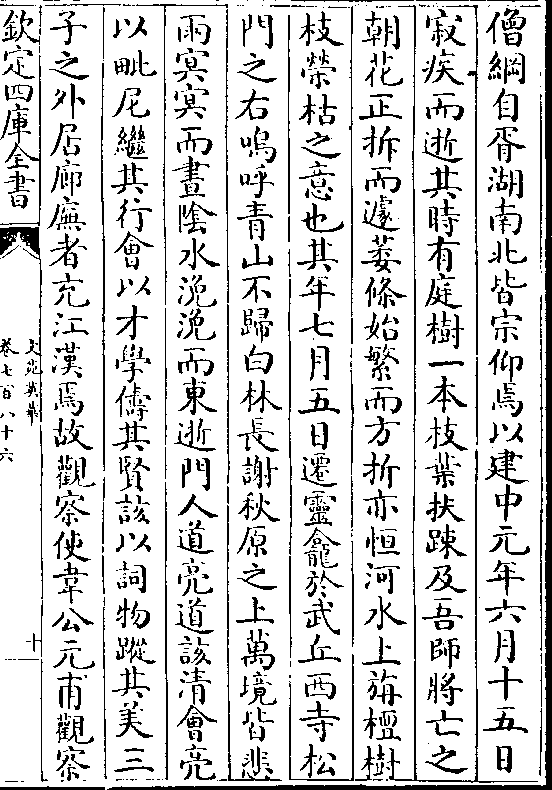 僧綱自胥湖南北皆宗仰焉以建中元年六月十五日
寂疾而逝其時有庭樹一本枝葉扶踈及吾師將亡之
朝花正拆而遽萎條始繁而方折亦恒河水上旃檀樹
枝榮枯之意也其年七月五日遷靈龕於武丘西寺松
門之右嗚呼青山不歸白林長謝秋原之上萬境皆悲
雨冥冥而晝陰水浼浼而東逝門人道亮道該清會亮
以毗尼繼其行會以才學儔其賢該以詞物蹤其美三
子之外居廊廡者充江漢焉故觀察使韋公元甫觀察
欽定四庫全書
文苑英華
卷七百八十六
十